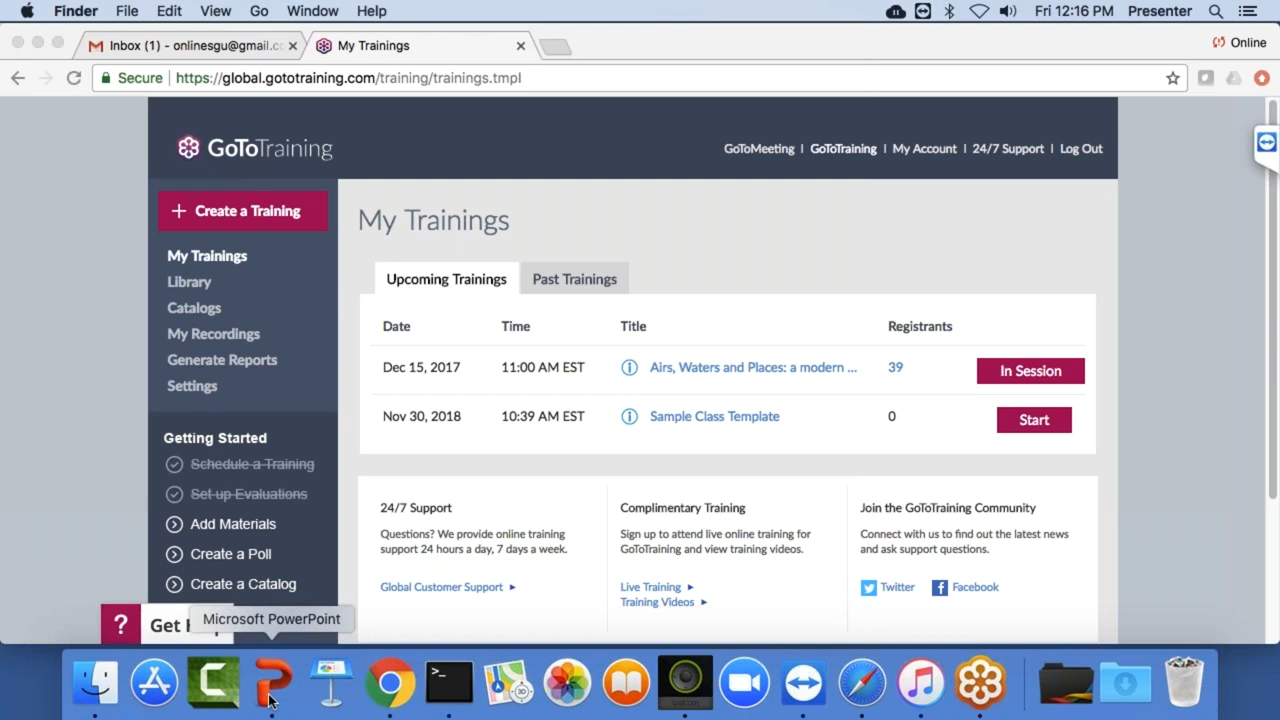 Finder File Edit View Go Window Help Fri 12:16 PM Presenter
Inbox (1) - onlinesgu@gmail.c My Trainings Online
Secure https://global.gototraining.com/training/trainings.tmpl
GoToTraining
GoToMeeting | GoToTraining | My Account | 24/7 Support | Log Out
+ Create a Training
My Trainings
Library
Catalogs
My Recordings
Generate Reports
Settings
Getting Started
Schedule a Training
Set up Evaluations
Add Materials
Create a Poll
Create a Catalog
? Get
Microsoft PowerPoint
My Trainings
Upcoming Trainings Past Trainings
Date Time Title Registrants
Dec 15, 2017 11:00 AM EST Airs, Waters and Places: a modern ... 39 In Session
Nov 30, 2018 10:39 AM EST Sample Class Template 0 Start
24/7 Support
Questions? We provide online training
support 24 hours a day, 7 days a week.
Global Customer Support
Complimentary Training
Sign up to attend live online training for
GoToTraining and view training videos.
Live Training
Training Videos
Join the GoToTraining Community
Connect with us to find out the latest news
and ask support questions.
Twitter Facebook